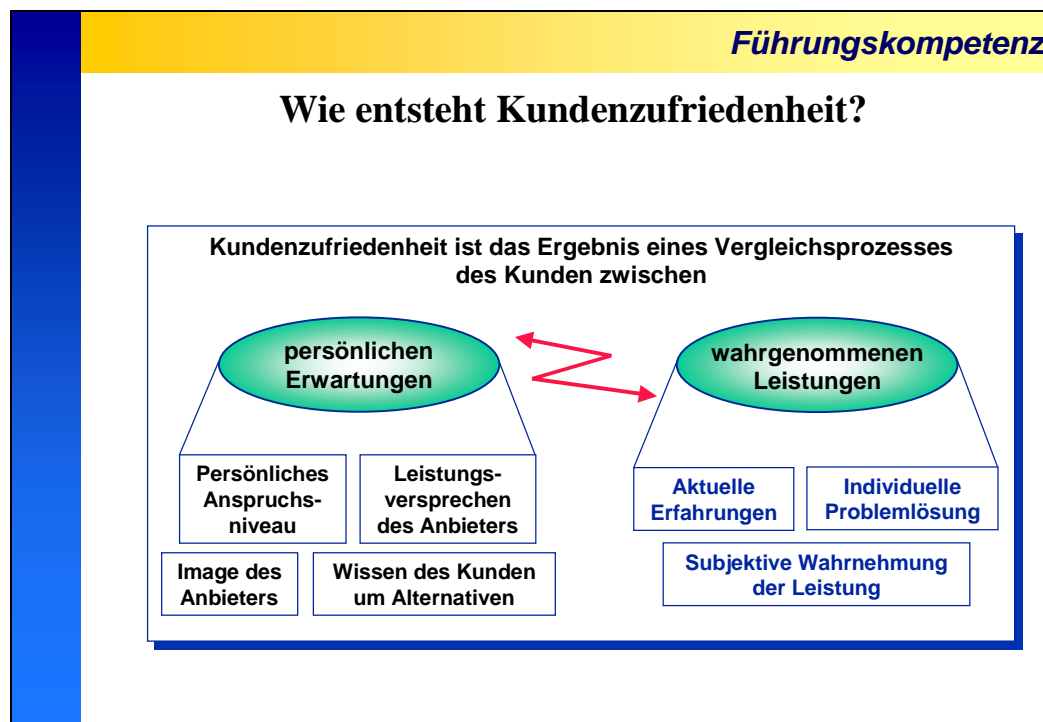 Führungskompetenz
Wie entsteht Kundenzufriedenheit?
Kundenzufriedenheit ist das Ergebnis eines Vergleichsprozesses
des Kunden zwischen
persönlichen
Erwartungen
wahrgenommenen
Leistungen
Persönliches
Anspruchs-
niveau
Leistungs-
versprechen
des Anbieters
Image des
Anbieters
Wissen des Kunden
um Alternativen
Aktuelle
Erfahrungen
Individuelle
Problemlösung
Subjektive Wahrnehmung
der Leistung